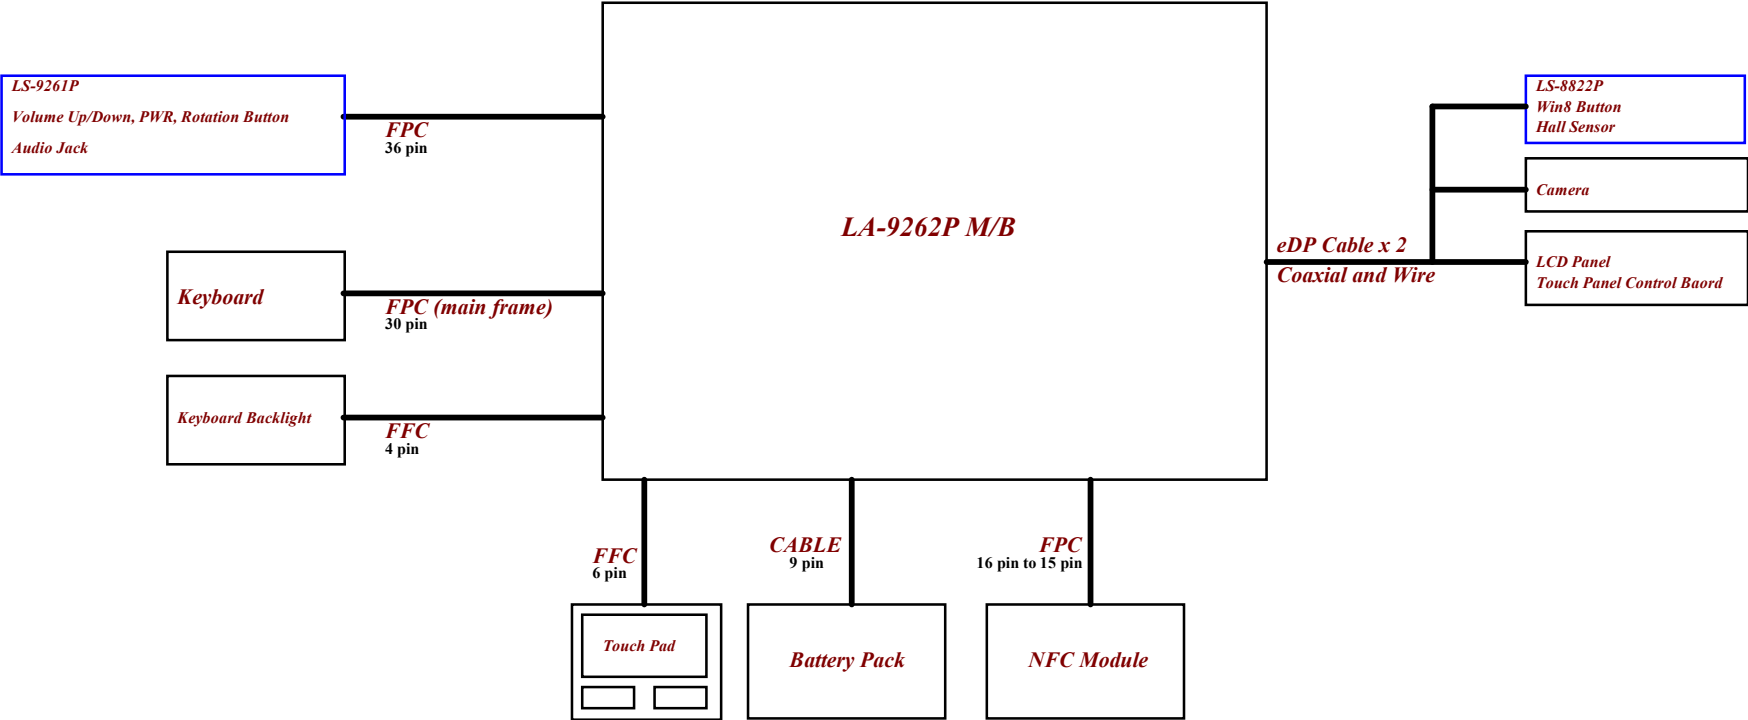 LS-9261P
Volume Up/Down, PWR, Rotation Button
Audio Jack
FPC
36 pin
Keyboard
FPC (main frame)
30 pin
Keyboard Backlight
FFC
4 pin
LA-9262P M/B
eDP Cable x 2
Coaxial and Wire
LS-8822P
Win8 Button
Hall Sensor
Camera
LCD Panel
Touch Panel Control Baord
FFC
6 pin
CABLE
9 pin
FPC
16 pin to 15 pin
Touch Pad
Battery Pack
NFC Module